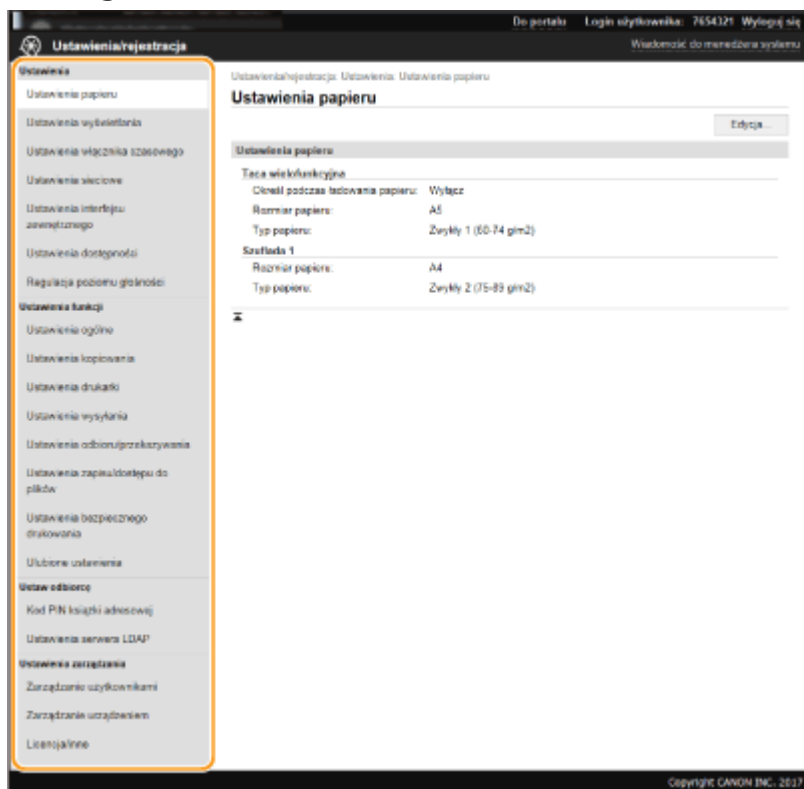 Do portalu Login użytkownika: 7654321 Wyloguj się
Ustawienia/rejestracja
Wiadomość do menedżera systemu
Ustawienia
Ustawienia papieru
Ustawienia wyświetlania
Ustawienia włącznika czasowego
Ustawienia sieciowe
Ustawienia interfejsu
zewnętrznego
Ustawienia dostępności
Regulacja poziomu głośności
Ustawienia funkcji
Ustawienia ogólne
Ustawienia kopiowania
Ustawienia drukarki
Ustawienia wysyłania
Ustawienia odbioru/przekazywania
Ustawienia zapisu/dostępu do
plików
Ustawienia bezpiecznego
drukowania
Ulubione ustawienia
Ustaw odbiorcę
Kod PIN książki adresowej
Ustawienia serwera LDAP
Ustawienia zarządzania
Zarządzanie użytkownikami
Zarządzanie urządzeniem
Licencja/Inne
Ustawienia/rejestracja: Ustawienia: Ustawienia papieru
Ustawienia papieru
Edycja...
Ustawienia papieru
Taca wielofunkcyjna
Określ podczas ładowania papieru: Wyłącz
Rozmiar papieru: A5
Typ papieru: Zwykły 1 (60-74 g/m2)
Szuflada 1
Rozmiar papieru: A4
Typ papieru: Zwykły 2 (75-89 g/m2)
Copyright CANON INC. 2017